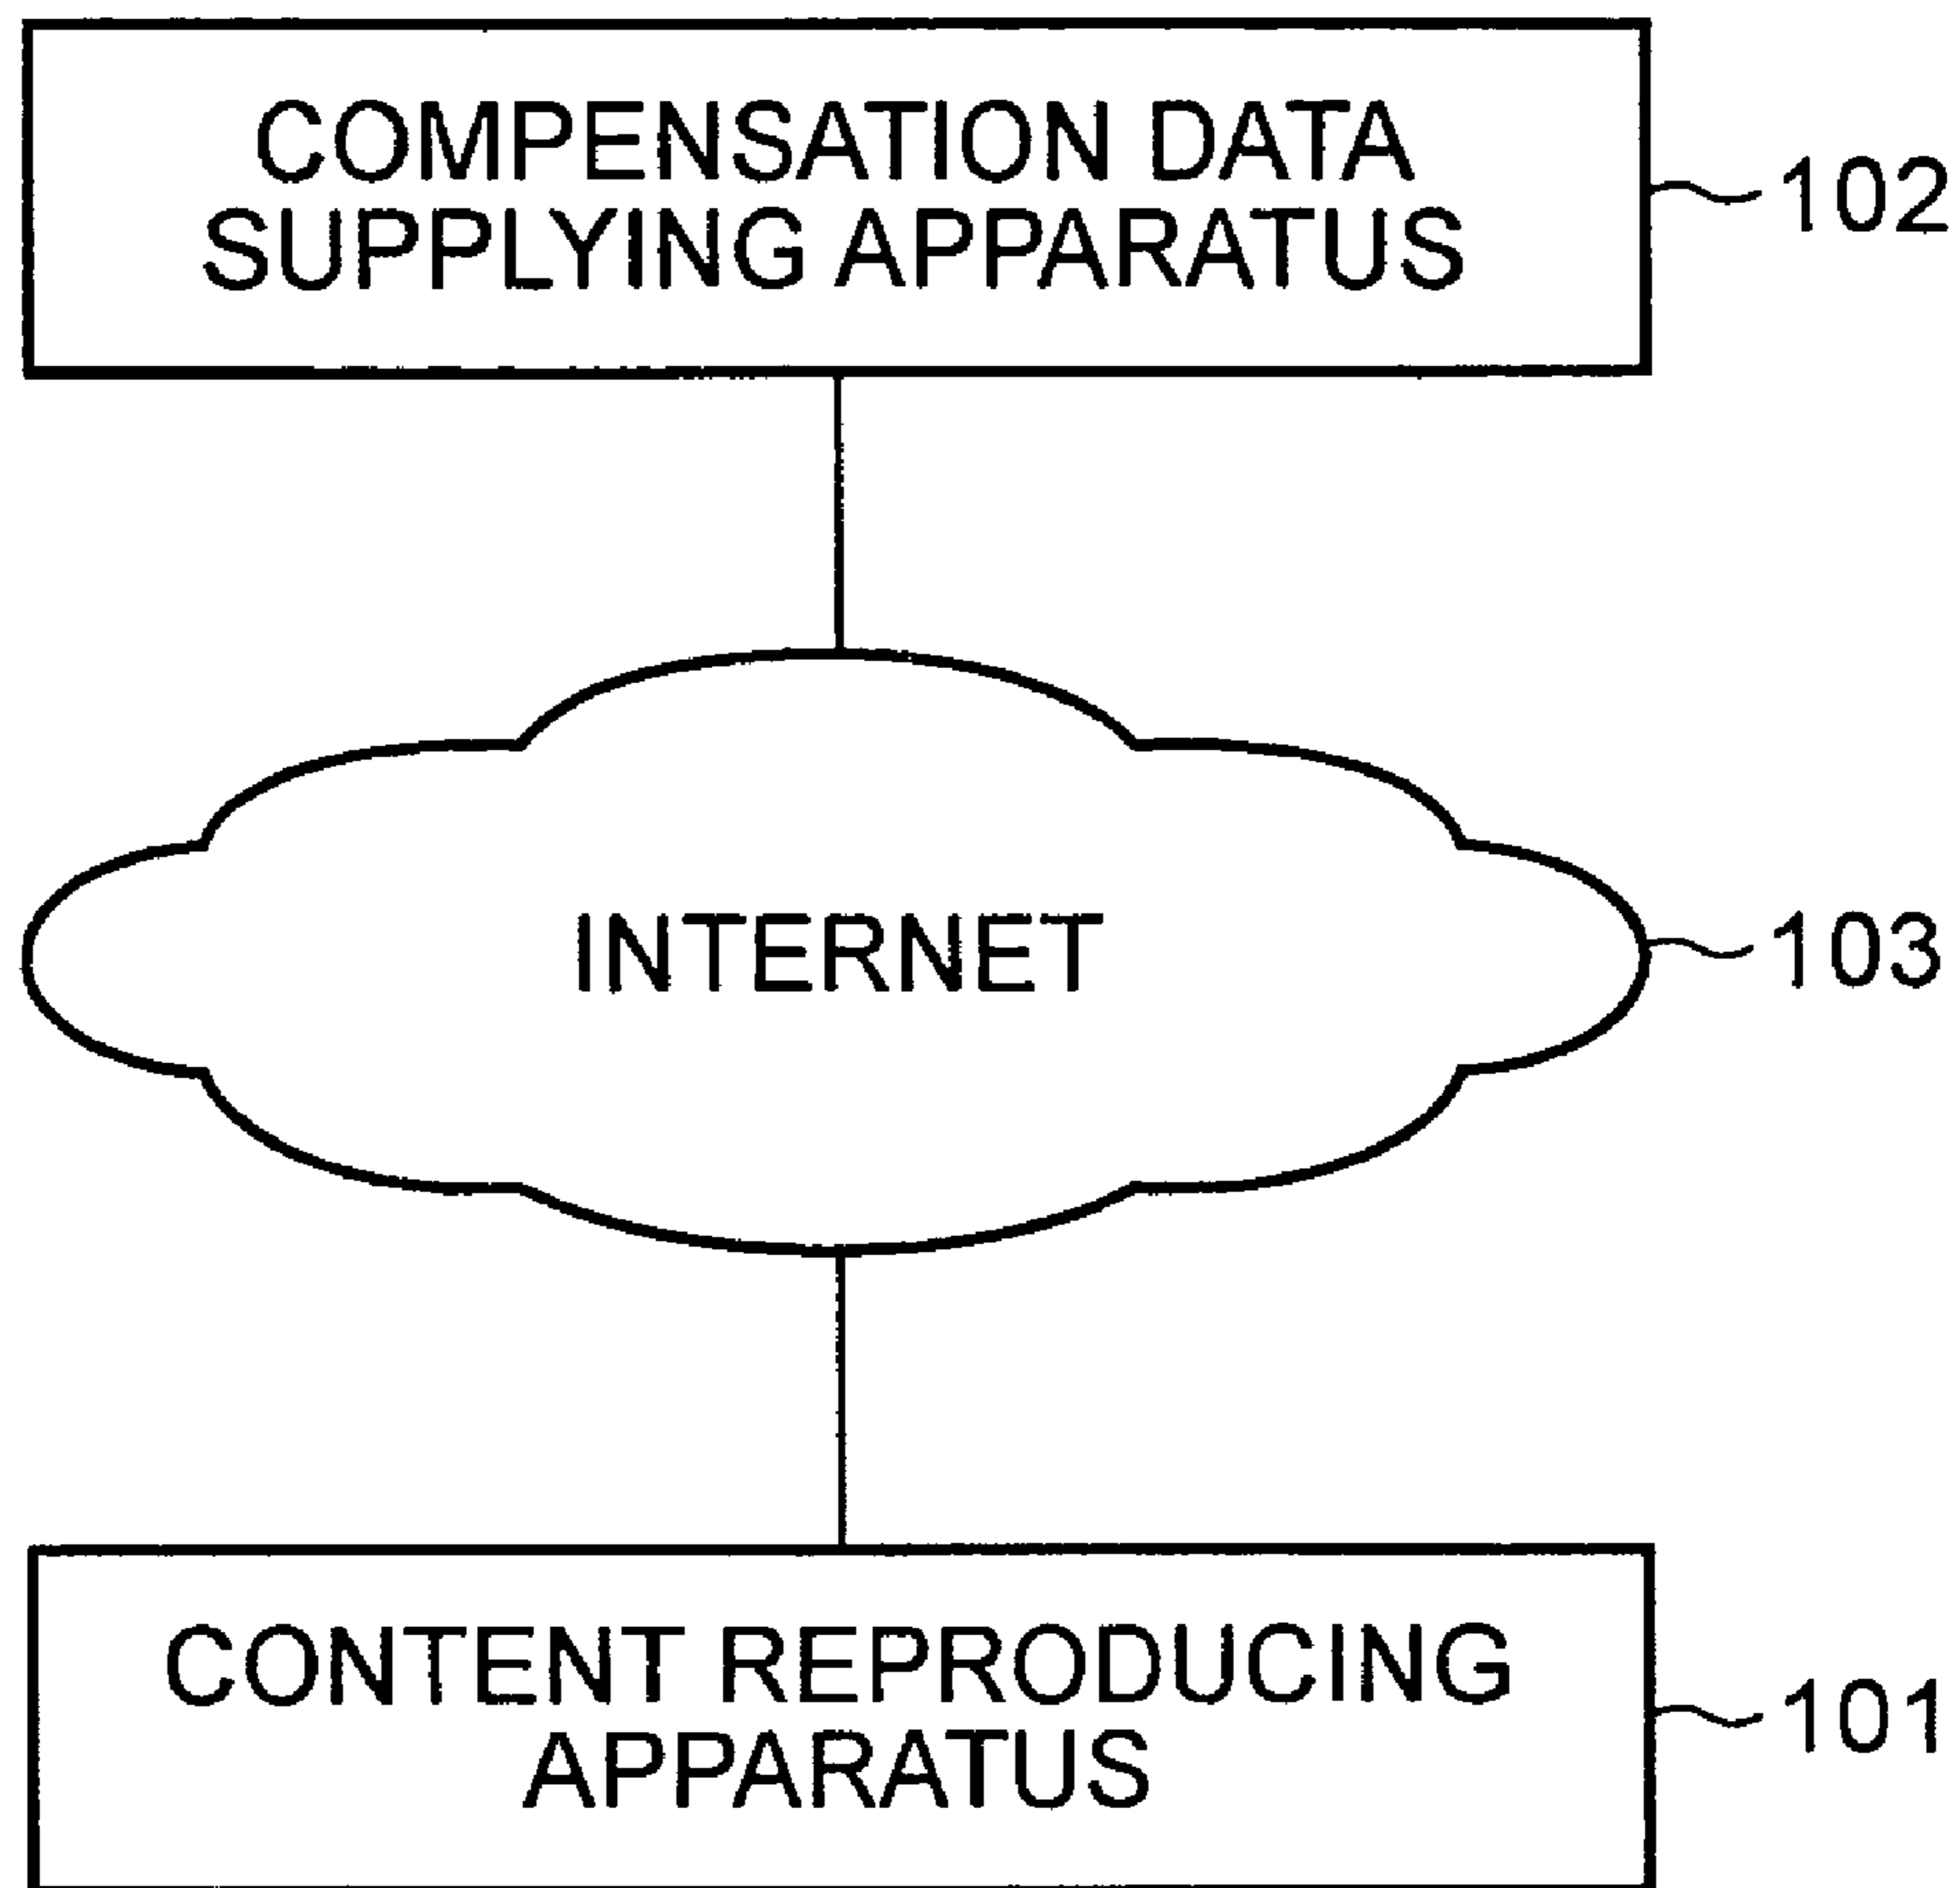 COMPENSATION DATA
SUPPLYING APPARATUS
102
INTERNET
103
CONTENT REPRODUCING
APPARATUS
101